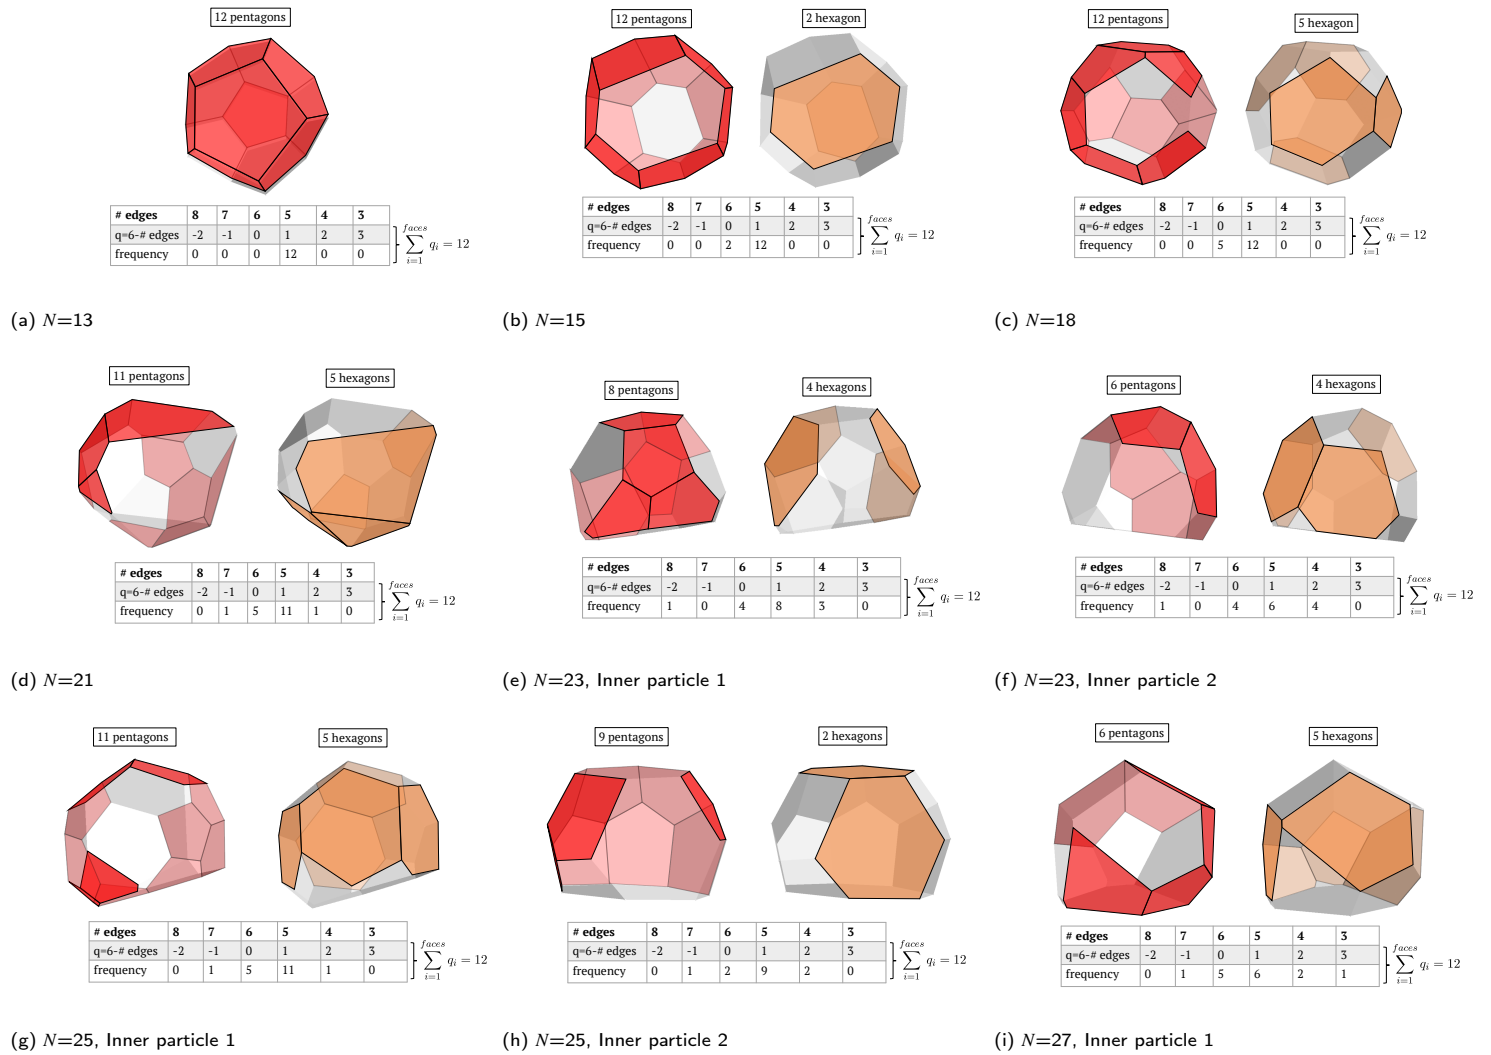 12 pentagons
# edges 8 7 6 5 4 3
q=6-# edges -2 -1 0 1 2 3
frequency 0 0 0 12 0 0
faces
∑ qᵢ = 12
i=1
(a) N=13
12 pentagons
2 hexagon
# edges 8 7 6 5 4 3
q=6-# edges -2 -1 0 1 2 3
frequency 0 0 2 12 0 0
faces
∑ qᵢ = 12
i=1
(b) N=15
12 pentagons
5 hexagon
# edges 8 7 6 5 4 3
q=6-# edges -2 -1 0 1 2 3
frequency 0 0 5 12 0 0
faces
∑ qᵢ = 12
i=1
(c) N=18
11 pentagons
5 hexagons
# edges 8 7 6 5 4 3
q=6-# edges -2 -1 0 1 2 3
frequency 0 1 5 11 1 0
faces
∑ qᵢ = 12
i=1
(d) N=21
8 pentagons
4 hexagons
# edges 8 7 6 5 4 3
q=6-# edges -2 -1 0 1 2 3
frequency 1 0 4 8 3 0
faces
∑ qᵢ = 12
i=1
(e) N=23, Inner particle 1
6 pentagons
4 hexagons
# edges 8 7 6 5 4 3
q=6-# edges -2 -1 0 1 2 3
frequency 1 0 4 6 4 0
faces
∑ qᵢ = 12
i=1
(f) N=23, Inner particle 2
11 pentagons
5 hexagons
# edges 8 7 6 5 4 3
q=6-# edges -2 -1 0 1 2 3
frequency 0 1 5 11 1 0
faces
∑ qᵢ = 12
i=1
(g) N=25, Inner particle 1
9 pentagons
2 hexagons
# edges 8 7 6 5 4 3
q=6-# edges -2 -1 0 1 2 3
frequency 0 1 2 9 2 0
faces
∑ qᵢ = 12
i=1
(h) N=25, Inner particle 2
6 pentagons
5 hexagons
# edges 8 7 6 5 4 3
q=6-# edges -2 -1 0 1 2 3
frequency 0 1 5 6 2 1
faces
∑ qᵢ = 12
i=1
(i) N=27, Inner particle 1